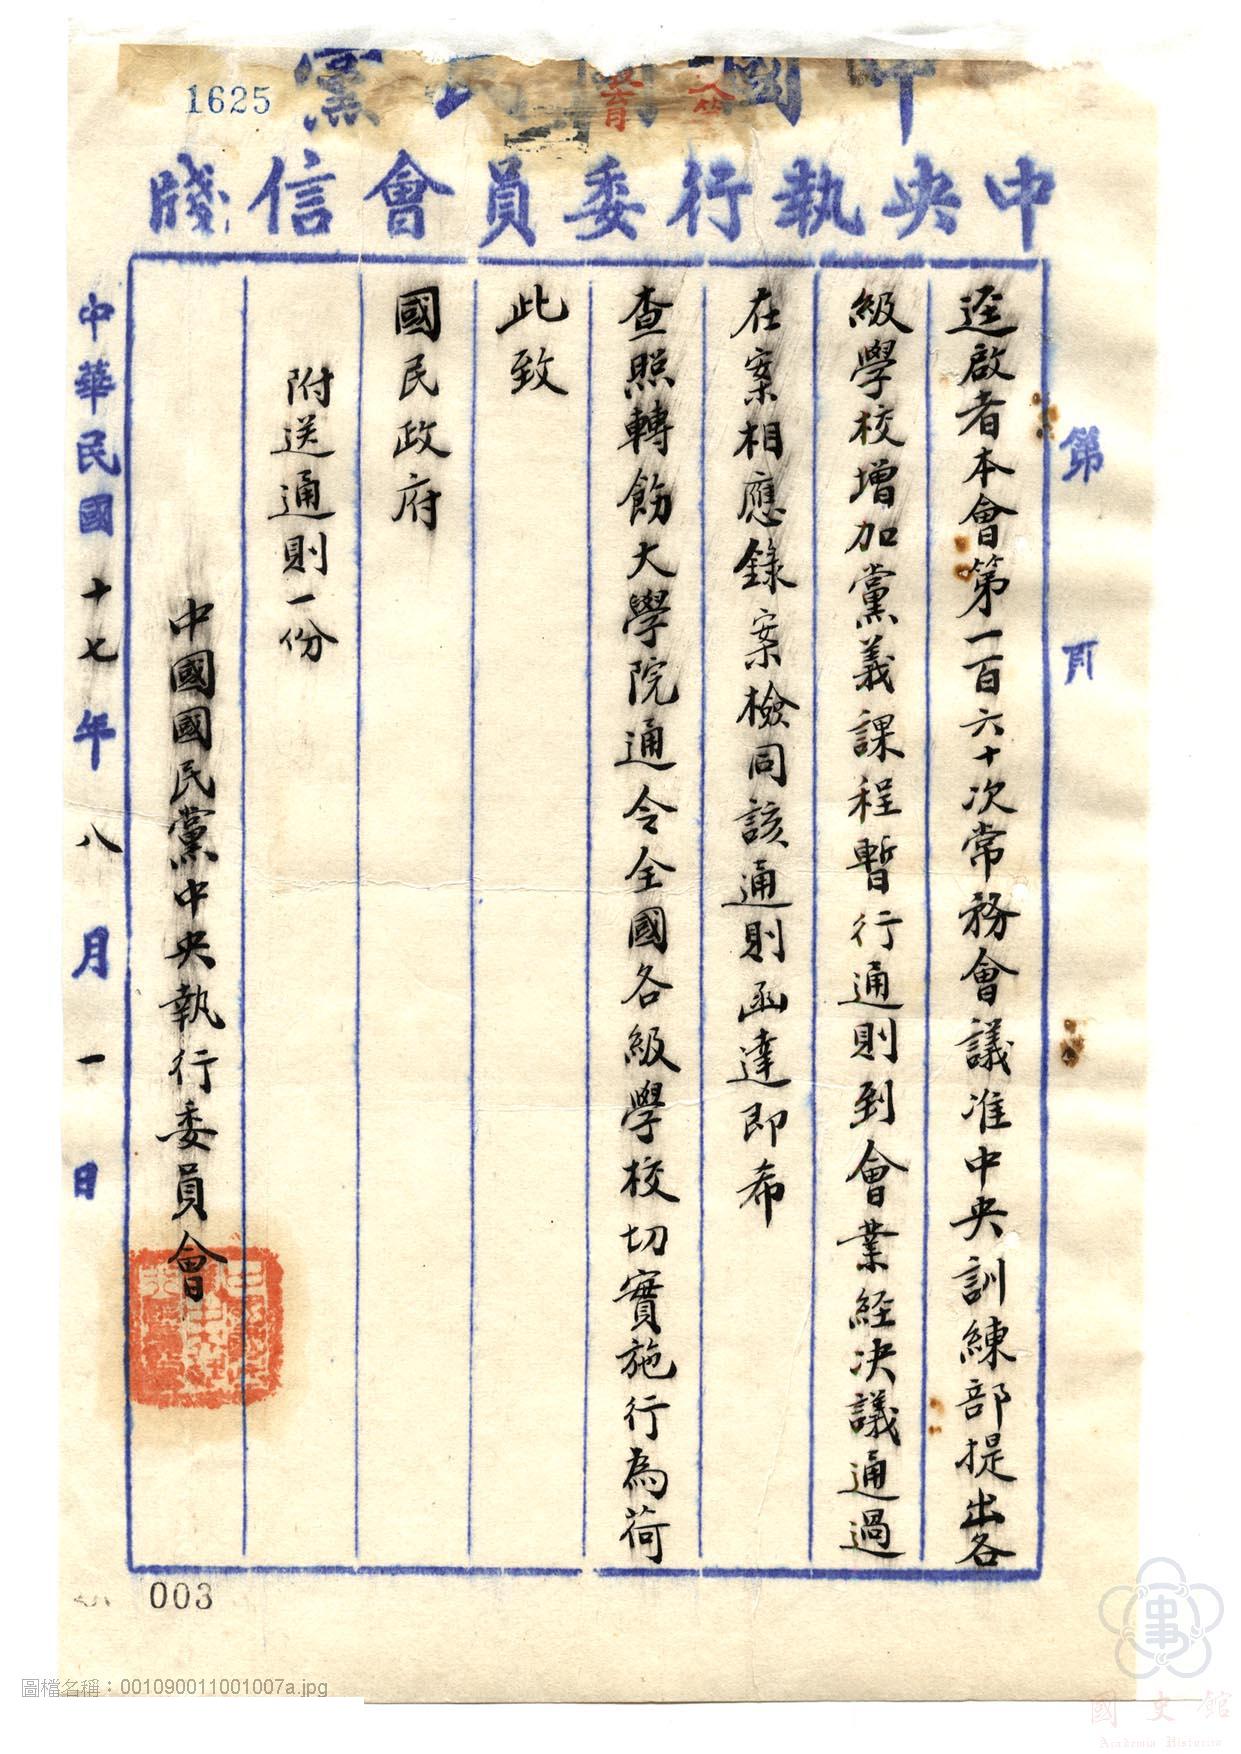 1625
中國國民黨
中央執行委員會信牋
第　頁
逕啟者本會第一百六十次常務會議准中央訓練部提出各
級學校增加黨義課程暫行通則到會業經決議通過
在案相應錄案檢同該通則函達即希
查照轉飭大學院通令全國各級學校切實施行為荷
此致
國民政府
附送通則一份
中國國民黨中央執行委員會
中華民國十七年八月一日
003
圖檔名稱：001090011001007a.jpg
國史館
Academia Historica